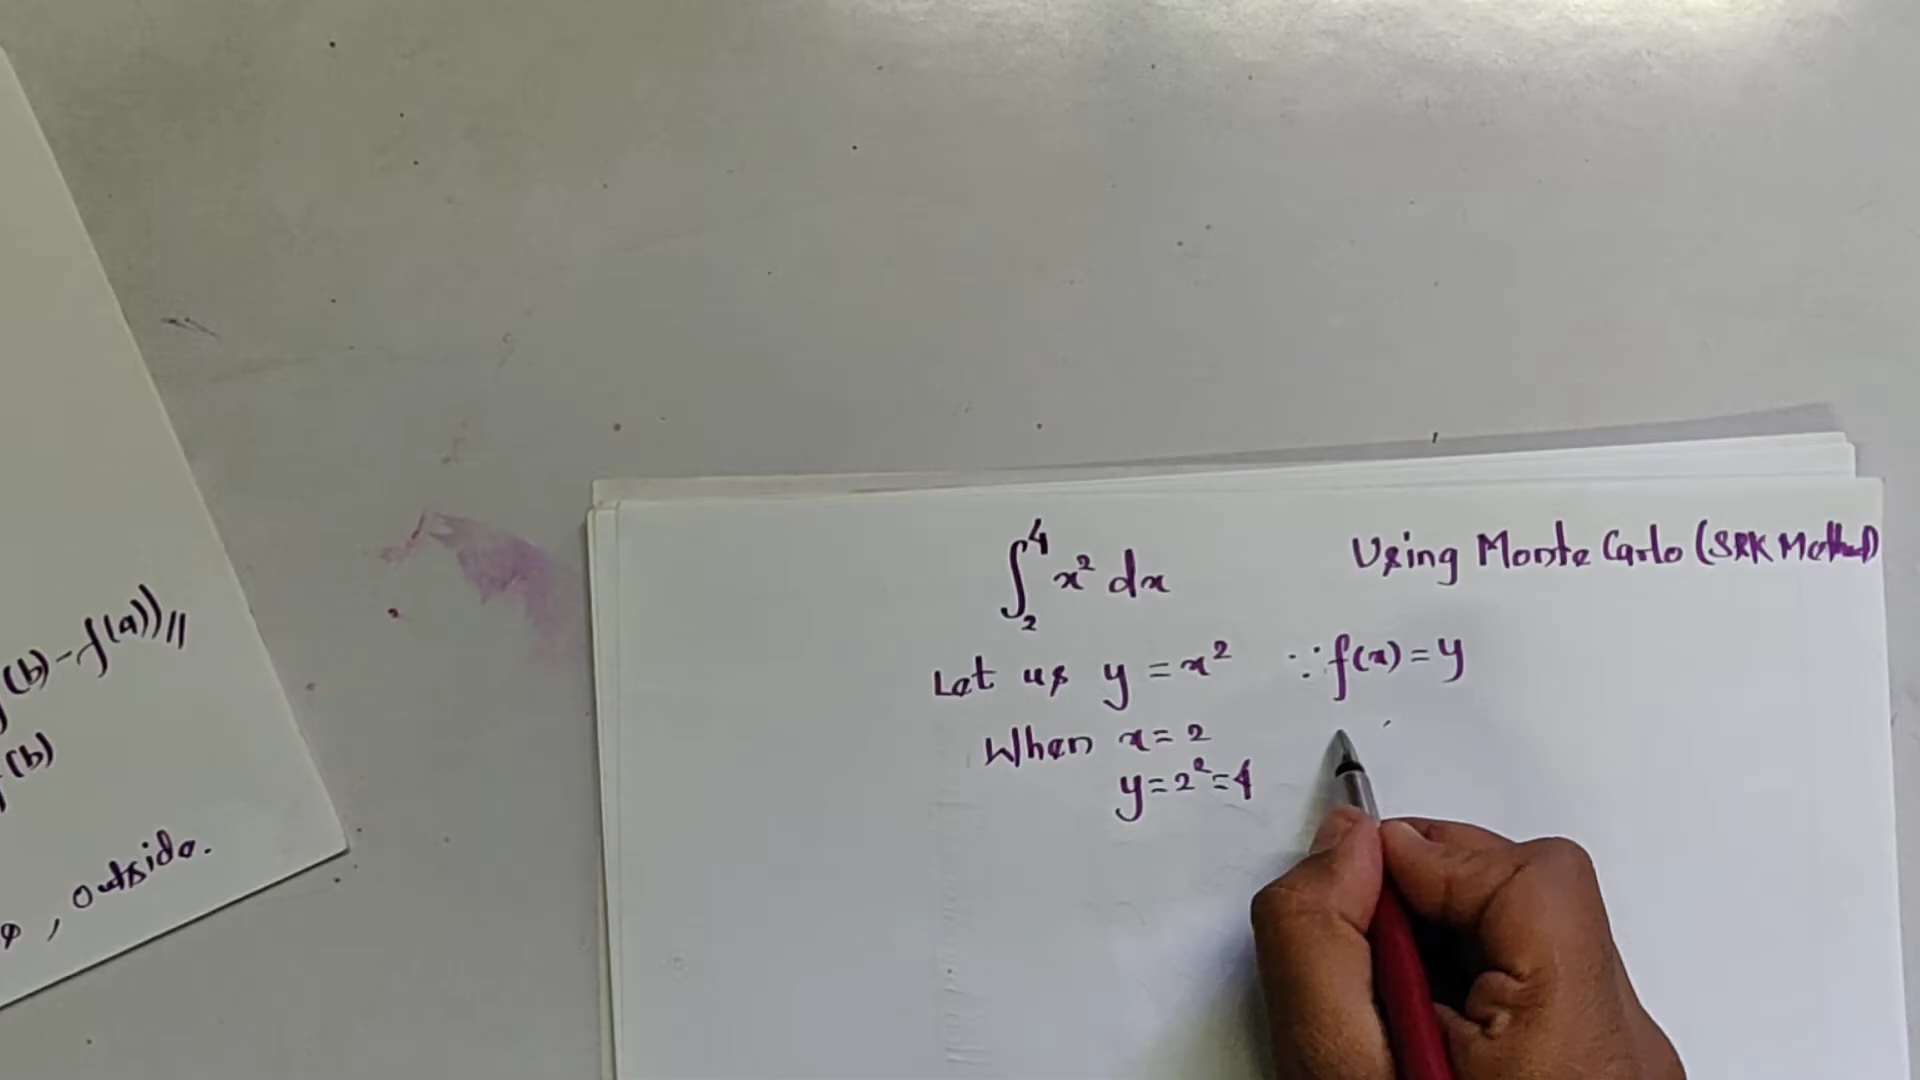 (b)-f(a))//
(b)
, outside.
∫₂⁴ x² dx Using Monte Carlo (SRK Method)
Let us y = x² ∵ f(x) = y
When x = 2
y = 2² = 4